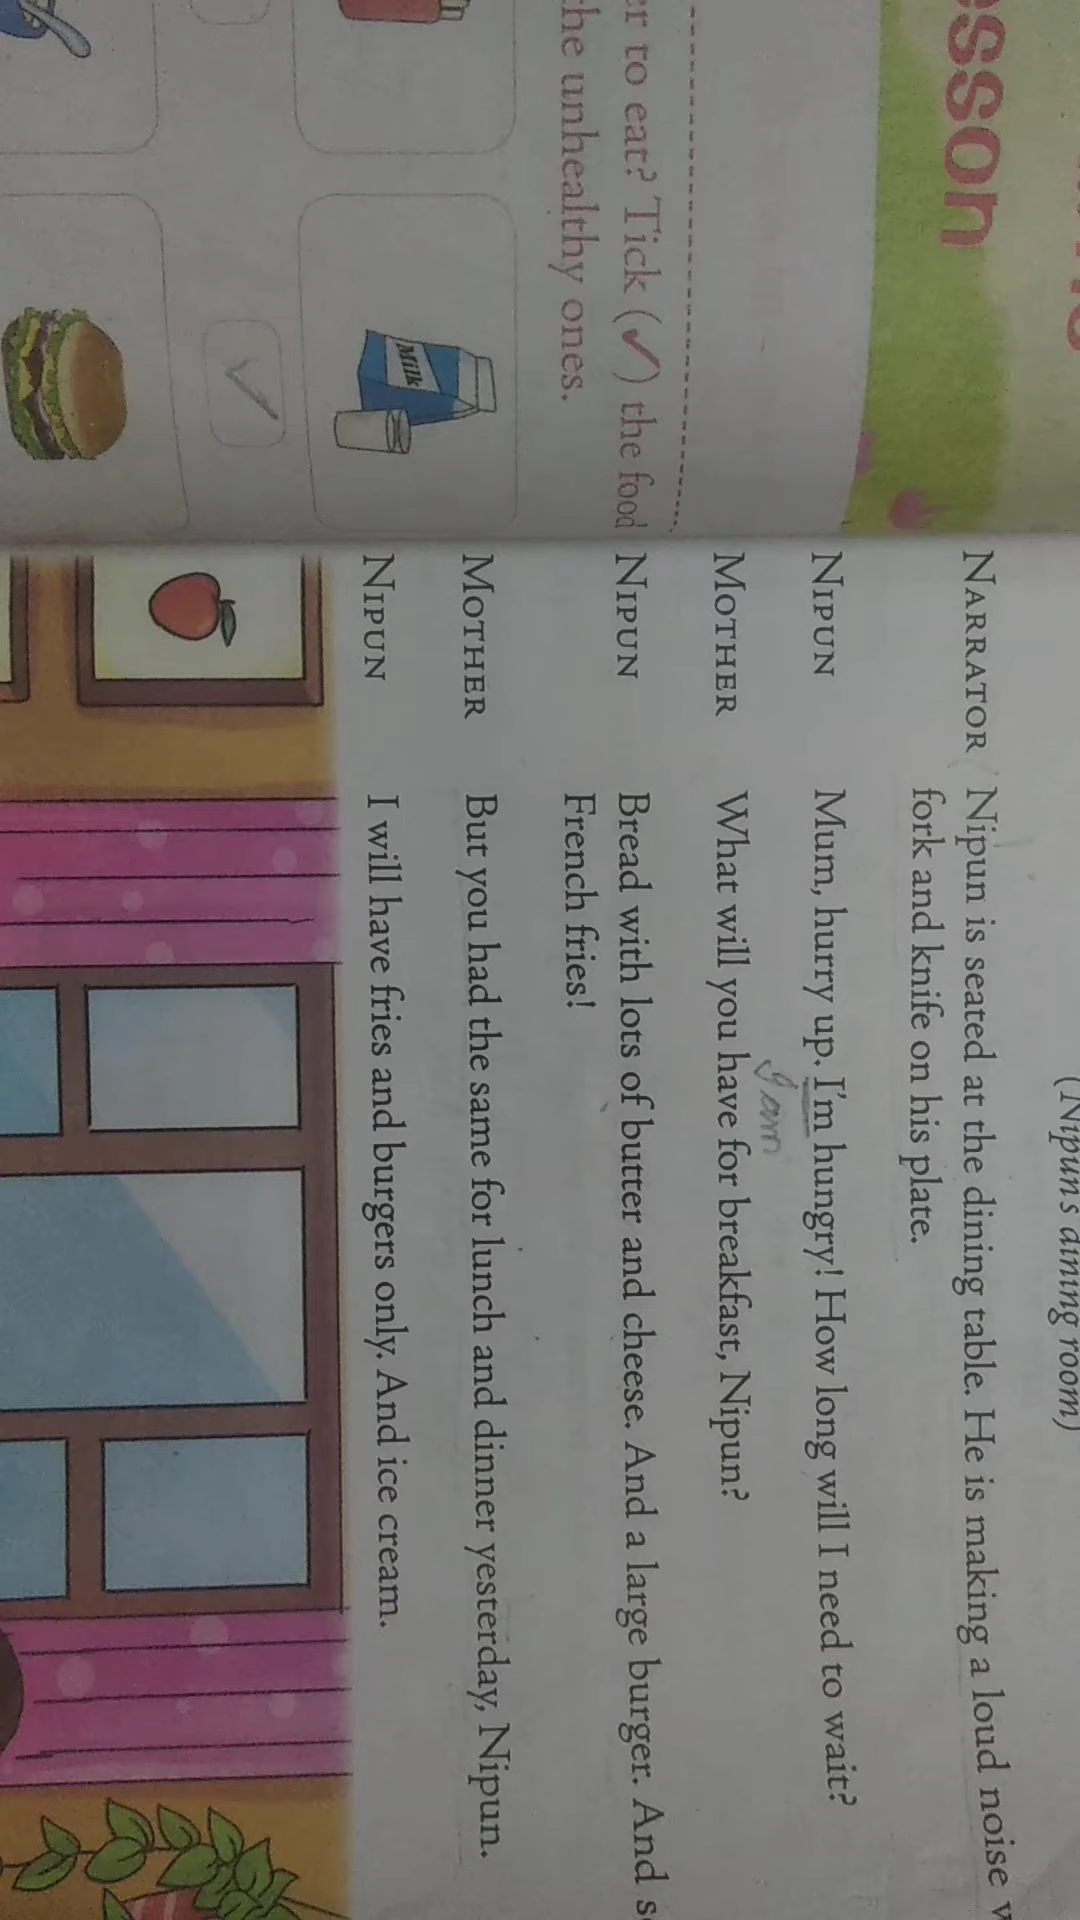 esson
er to eat? Tick (✓) the food
he unhealthy ones.
Milk
(Nipun's dining room)
NARRATOR Nipun is seated at the dining table. He is making a loud noise
fork and knife on his plate.
NIPUN Mum, hurry up. I'm hungry! How long will I need to wait?
I am
MOTHER What will you have for breakfast, Nipun?
NIPUN Bread with lots of butter and cheese. And a large burger. And
French fries!
MOTHER But you had the same for lunch and dinner yesterday, Nipun.
NIPUN I will have fries and burgers only. And ice cream.